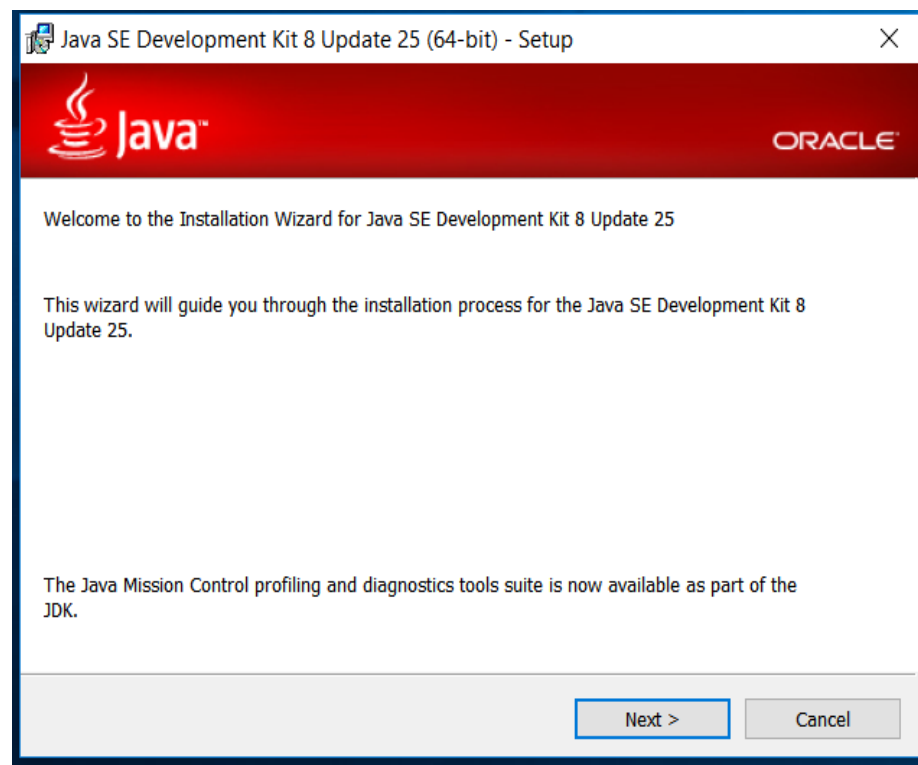 Java SE Development Kit 8 Update 25 (64-bit) - Setup
Java™
ORACLE®
Welcome to the Installation Wizard for Java SE Development Kit 8 Update 25
This wizard will guide you through the installation process for the Java SE Development Kit 8
Update 25.
The Java Mission Control profiling and diagnostics tools suite is now available as part of the
JDK.
Next >
Cancel